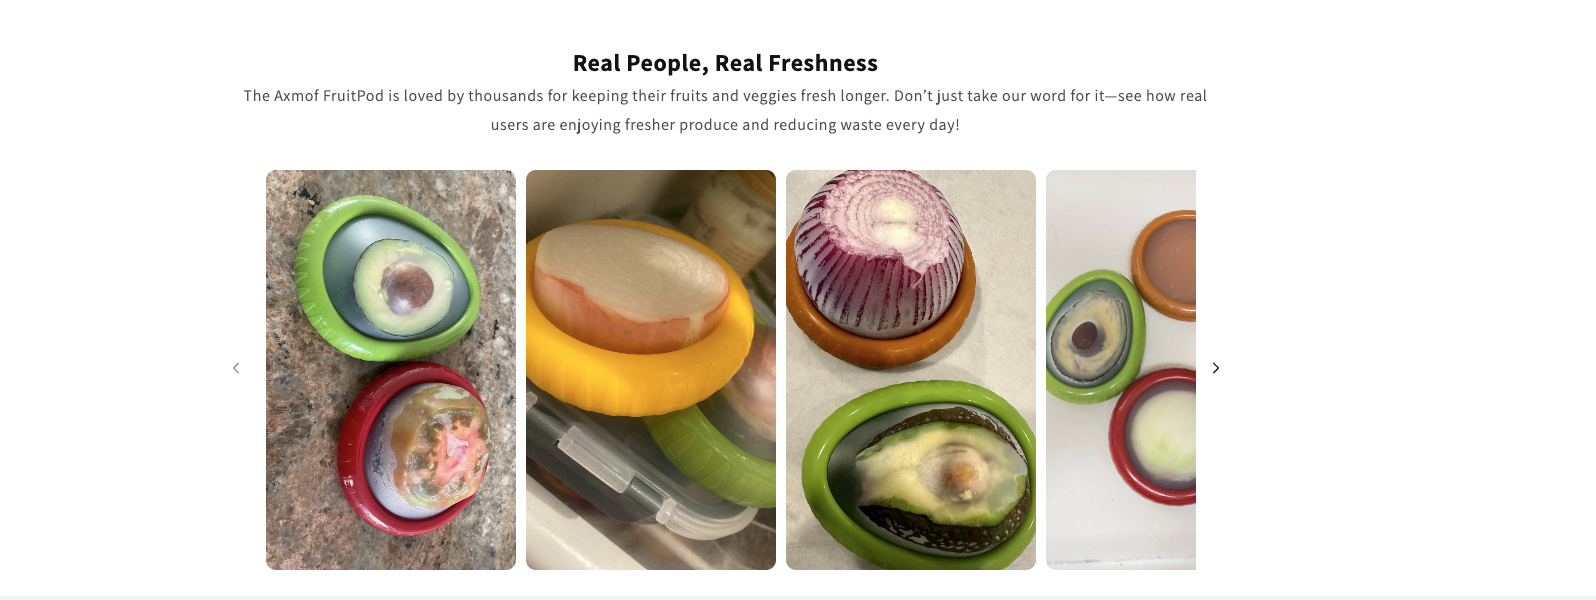 Real People, Real Freshness
The Axmof FruitPod is loved by thousands for keeping their fruits and veggies fresh longer. Don’t just take our word for it—see how real
users are enjoying fresher produce and reducing waste every day!